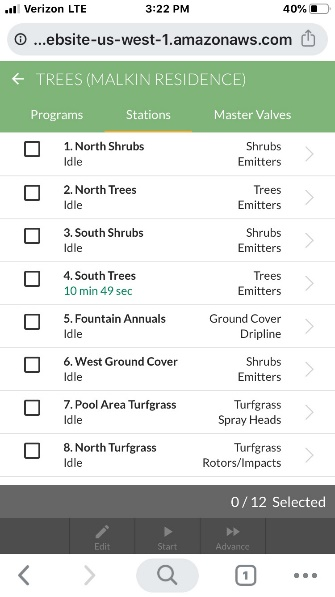 Verizon LTE 3:22 PM 40%
...ebsite-us-west-1.amazonaws.com
← TREES (MALKIN RESIDENCE)
Programs Stations Master Valves
1. North Shrubs Shrubs
Idle Emitters
2. North Trees Trees
Idle Emitters
3. South Shrubs Shrubs
Idle Emitters
4. South Trees Trees
10 min 49 sec Emitters
5. Fountain Annuals Ground Cover
Idle Dripline
6. West Ground Cover Shrubs
Idle Emitters
7. Pool Area Turfgrass Turfgrass
Idle Spray Heads
8. North Turfgrass Turfgrass
Idle Rotors/Impacts
0 / 12 Selected
Edit Start Advance
1